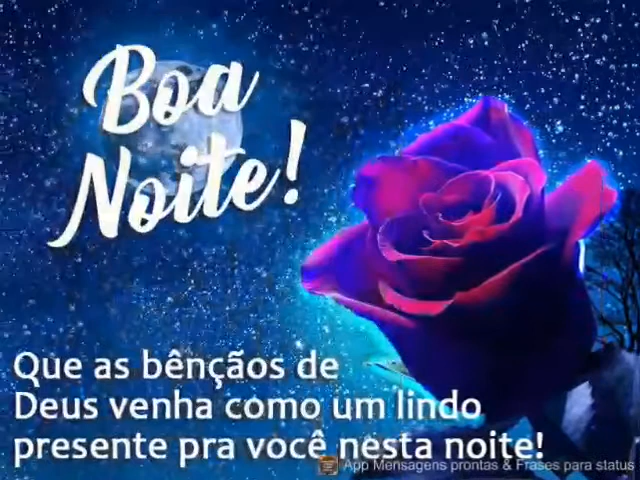 Boa
Noite!
Que as bênçãos de
Deus venha como um lindo
presente pra você nesta noite!
App Mensagens prontas & Frases para status